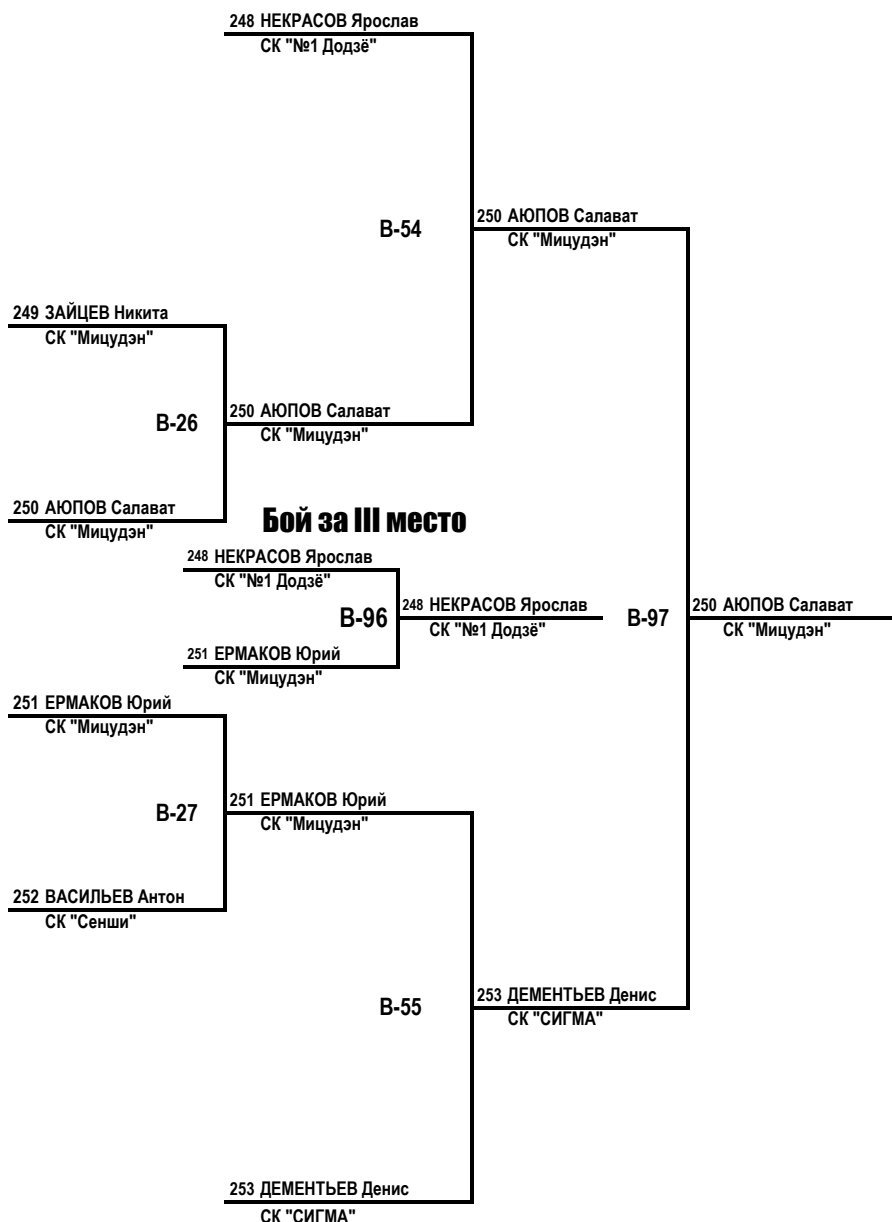 248 НЕКРАСОВ Ярослав
СК "№1 Додзё"
В-54
250 АЮПОВ Салават
СК "Мицудэн"
249 ЗАЙЦЕВ Никита
СК "Мицудэн"
В-26
250 АЮПОВ Салават
СК "Мицудэн"
250 АЮПОВ Салават
СК "Мицудэн"
Бой за III место
248 НЕКРАСОВ Ярослав
СК "№1 Додзё"
В-96
248 НЕКРАСОВ Ярослав
СК "№1 Додзё"
В-97
250 АЮПОВ Салават
СК "Мицудэн"
251 ЕРМАКОВ Юрий
СК "Мицудэн"
251 ЕРМАКОВ Юрий
СК "Мицудэн"
В-27
251 ЕРМАКОВ Юрий
СК "Мицудэн"
252 ВАСИЛЬЕВ Антон
СК "Сенши"
В-55
253 ДЕМЕНТЬЕВ Денис
СК "СИГМА"
253 ДЕМЕНТЬЕВ Денис
СК "СИГМА"